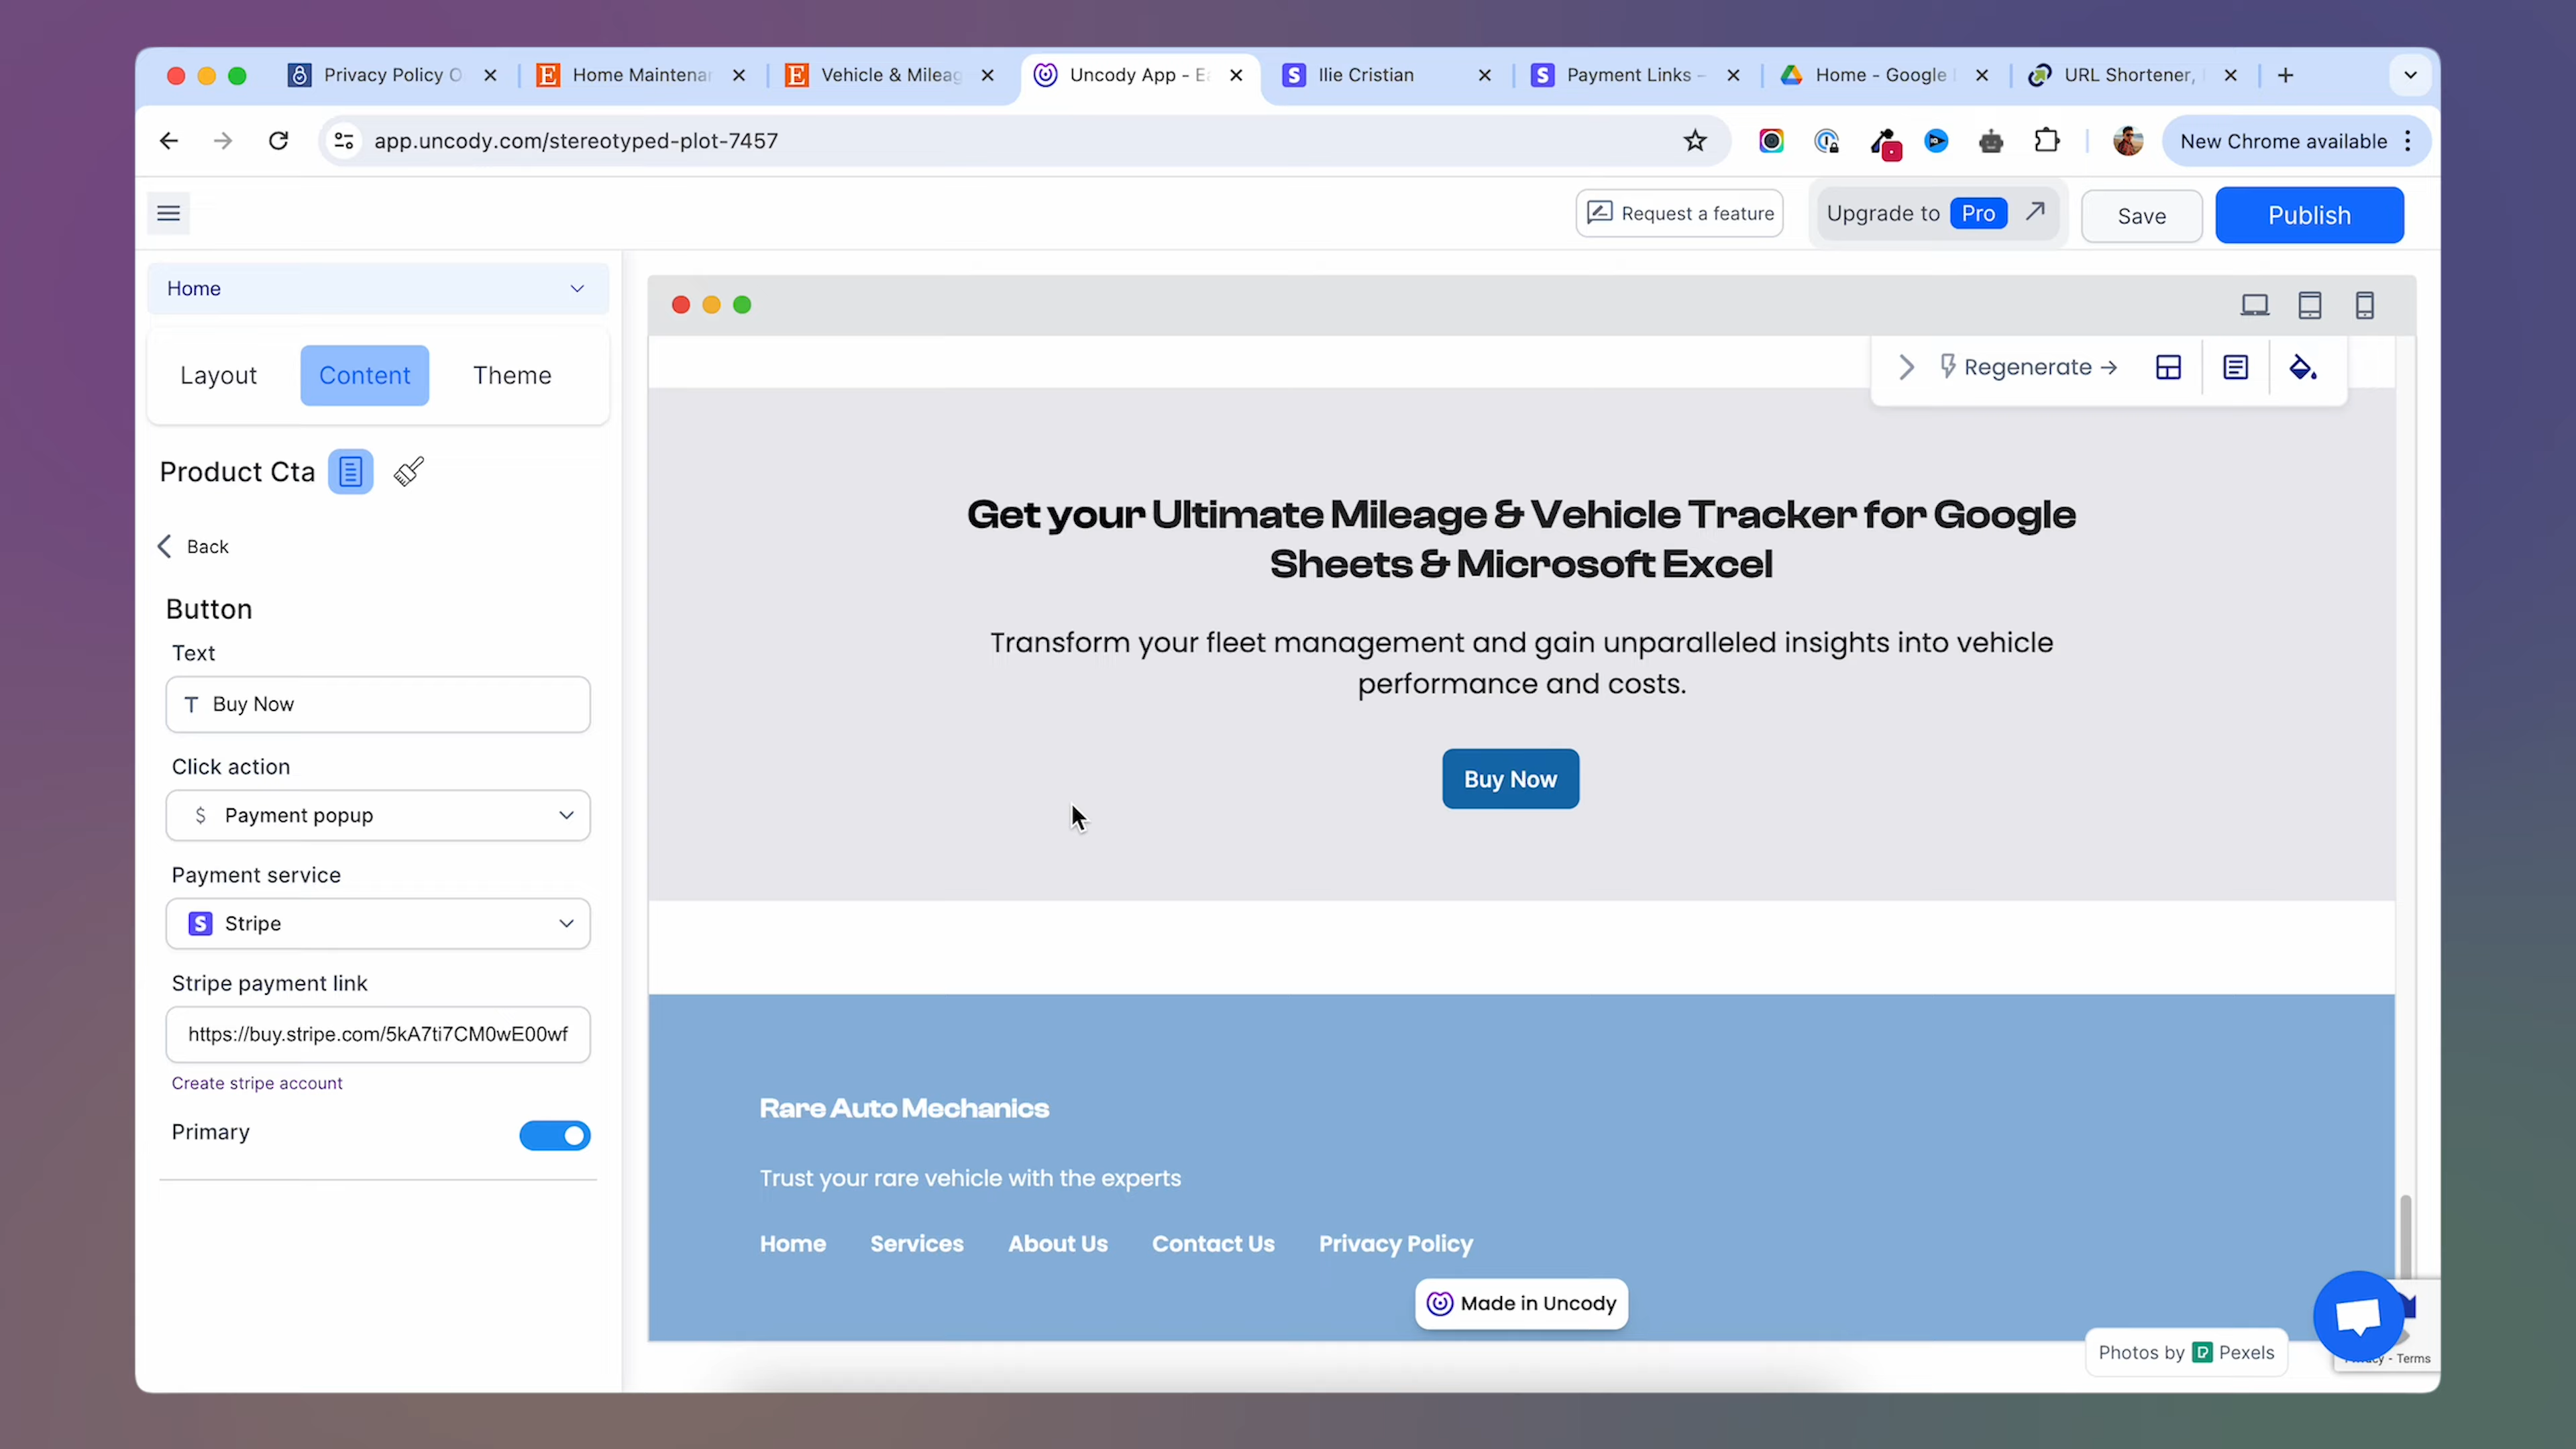 Privacy Policy O
Home Maintenan
Vehicle & Mileag
Uncody App - Ea
Ilie Cristian
Payment Links –
Home - Google
URL Shortener,
app.uncody.com/stereotyped-plot-7457
New Chrome available
Request a feature
Upgrade to Pro
Save
Publish
Home
Layout
Content
Theme
Regenerate →
Product Cta
Back
Button
Text
Buy Now
Click action
Payment popup
Payment service
Stripe
Stripe payment link
https://buy.stripe.com/5kA7ti7CM0wE00wf
Create stripe account
Primary
Get your Ultimate Mileage & Vehicle Tracker for Google
Sheets & Microsoft Excel
Transform your fleet management and gain unparalleled insights into vehicle
performance and costs.
Buy Now
Rare Auto Mechanics
Trust your rare vehicle with the experts
Home
Services
About Us
Contact Us
Privacy Policy
Made in Uncody
Photos by Pexels
- Terms